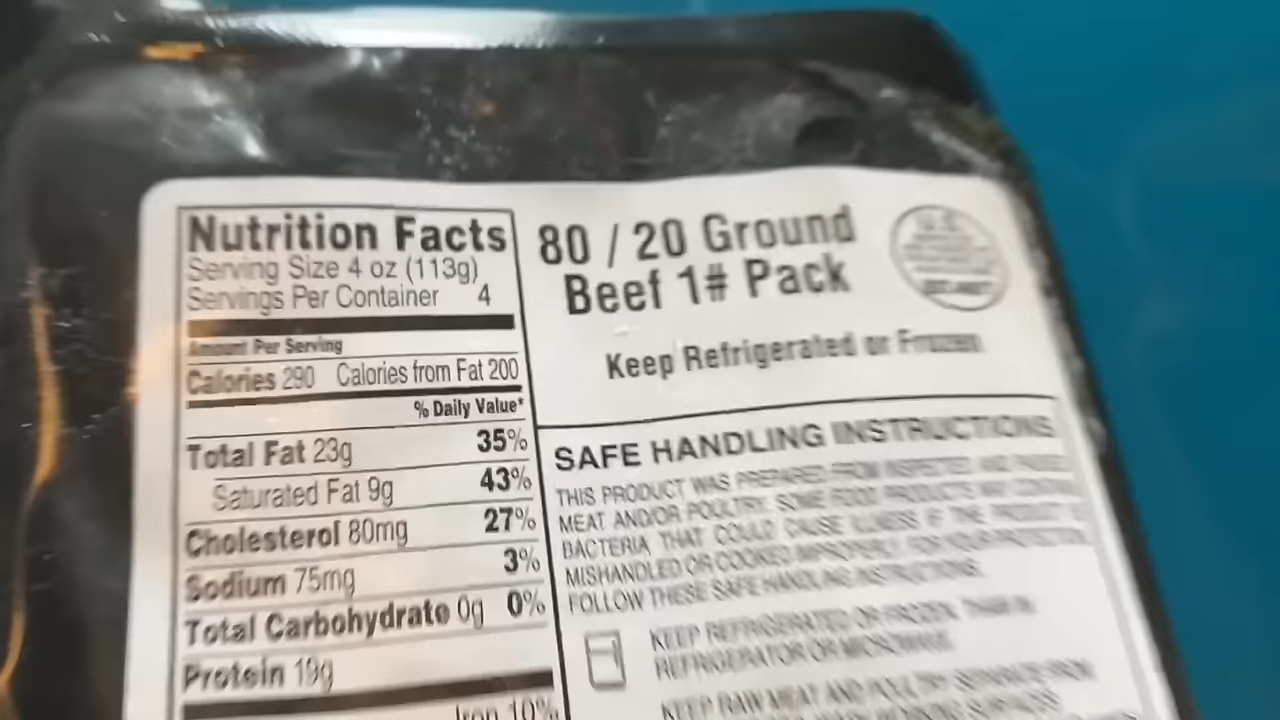 Nutrition Facts
Serving Size 4 oz (113g)
Servings Per Container 4
Amount Per Serving
Calories 290 Calories from Fat 200
% Daily Value*
Total Fat 23g 35%
Saturated Fat 9g 43%
Cholesterol 80mg 27%
Sodium 75mg 3%
Total Carbohydrate 0g 0%
Protein 19g
Iron 10%
80 / 20 Ground
Beef 1# Pack
Keep Refrigerated or Frozen
SAFE HANDLING INSTRUCTIONS
THIS PRODUCT WAS PREPARED FROM INSPECTED AND PASSED
MEAT AND/OR POULTRY. SOME FOOD PRODUCTS MAY CONTAIN
BACTERIA THAT COULD CAUSE ILLNESS IF THE PRODUCT IS
MISHANDLED OR COOKED IMPROPERLY. FOR YOUR PROTECTION,
FOLLOW THESE SAFE HANDLING INSTRUCTIONS.
KEEP REFRIGERATED OR FROZEN. THAW IN
REFRIGERATOR OR MICROWAVE.
KEEP RAW MEAT AND POULTRY SEPARATE FROM